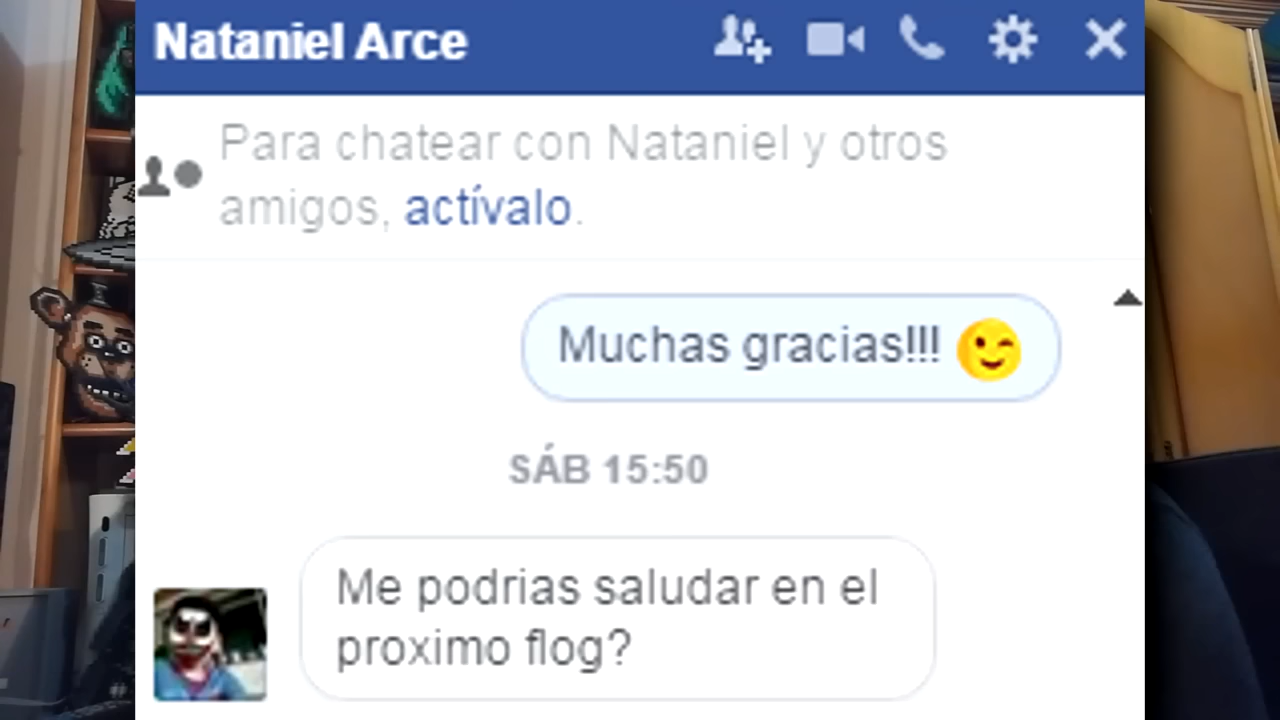 Nataniel Arce
Para chatear con Nataniel y otros
amigos, actívalo.
Muchas gracias!!! 😉
SÁB 15:50
Me podrias saludar en el
proximo flog?